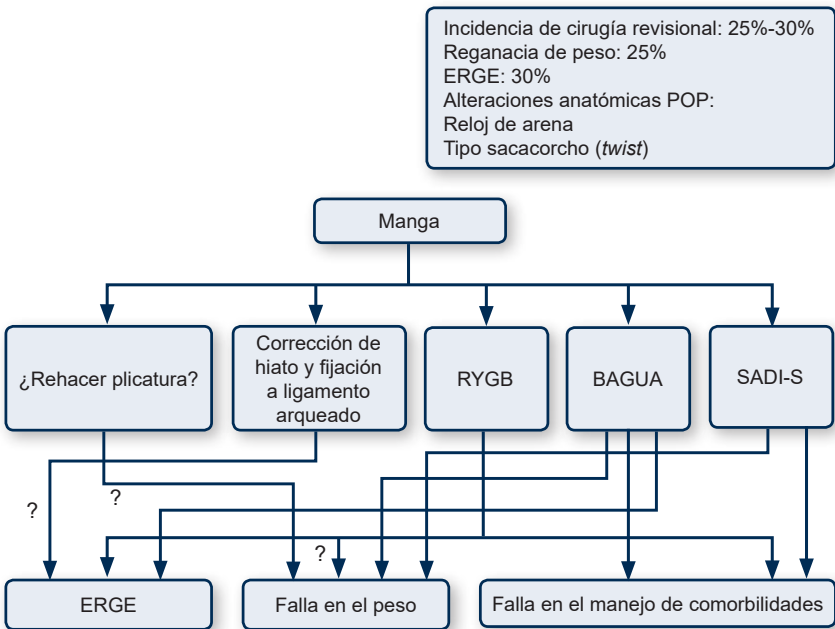 Incidencia de cirugía revisional: 25%-30%
Reganacia de peso: 25%
ERGE: 30%
Alteraciones anatómicas POP:
Reloj de arena
Tipo sacacorcho (twist)
Manga
¿Rehacer plicatura?
Corrección de
hiato y fijación
a ligamento
arqueado
RYGB
BAGUA
SADI-S
?
?
?
ERGE
Falla en el peso
Falla en el manejo de comorbilidades